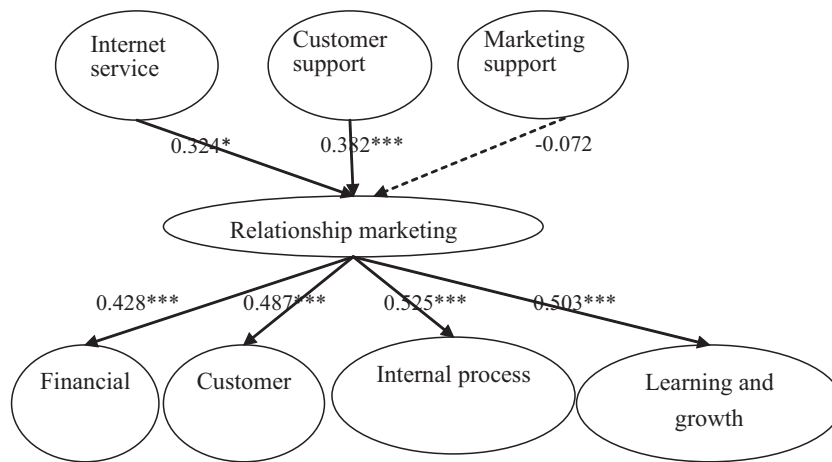 Internet
service
Customer
support
Marketing
support
0.324*
0.382***
-0.072
Relationship marketing
0.428***
0.487***
0.525***
0.503***
Financial
Customer
Internal process
Learning and
growth